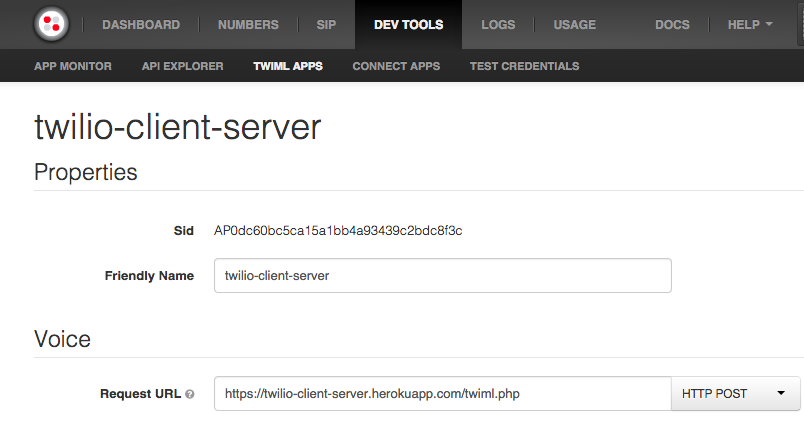 DASHBOARD NUMBERS SIP DEV TOOLS LOGS USAGE DOCS HELP
APP MONITOR API EXPLORER TWIML APPS CONNECT APPS TEST CREDENTIALS
twilio-client-server
Properties
Sid AP0dc60bc5ca15a1bb4a93439c2bdc8f3c
Friendly Name twilio-client-server
Voice
Request URL ? https://twilio-client-server.herokuapp.com/twiml.php HTTP POST